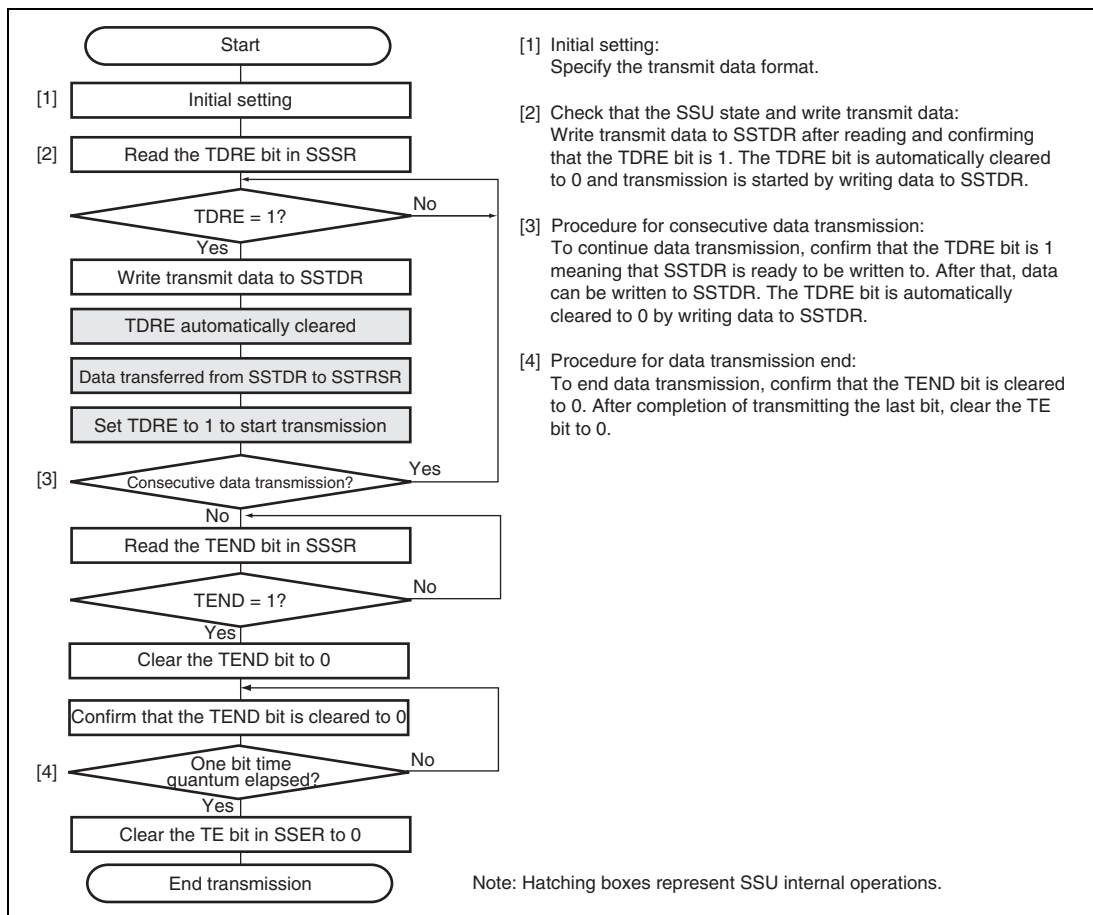 Start
[1] Initial setting
[2] Read the TDRE bit in SSSR
TDRE = 1?
No
Yes
Write transmit data to SSTDR
TDRE automatically cleared
Data transferred from SSTDR to SSTRSR
Set TDRE to 1 to start transmission
[3] Consecutive data transmission?
Yes
No
Read the TEND bit in SSSR
TEND = 1?
No
Yes
Clear the TEND bit to 0
Confirm that the TEND bit is cleared to 0
[4] One bit time
quantum elapsed?
No
Yes
Clear the TE bit in SSER to 0
End transmission
[1] Initial setting:
Specify the transmit data format.
[2] Check that the SSU state and write transmit data:
Write transmit data to SSTDR after reading and confirming
that the TDRE bit is 1. The TDRE bit is automatically cleared
to 0 and transmission is started by writing data to SSTDR.
[3] Procedure for consecutive data transmission:
To continue data transmission, confirm that the TDRE bit is 1
meaning that SSTDR is ready to be written to. After that, data
can be written to SSTDR. The TDRE bit is automatically
cleared to 0 by writing data to SSTDR.
[4] Procedure for data transmission end:
To end data transmission, confirm that the TEND bit is cleared
to 0. After completion of transmitting the last bit, clear the TE
bit to 0.
Note: Hatching boxes represent SSU internal operations.